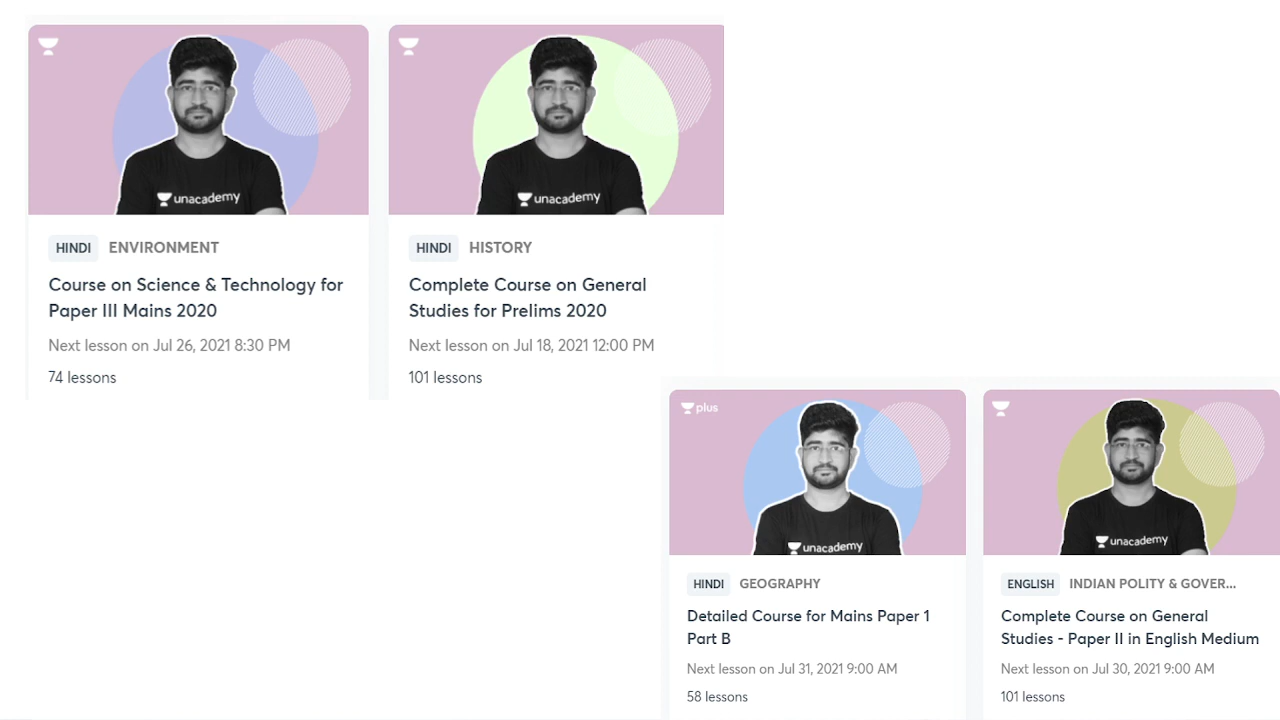 unacademy
HINDI ENVIRONMENT
Course on Science & Technology for
Paper III Mains 2020
Next lesson on Jul 26, 2021 8:30 PM
74 lessons
unacademy
HINDI HISTORY
Complete Course on General
Studies for Prelims 2020
Next lesson on Jul 18, 2021 12:00 PM
101 lessons
plus
unacademy
HINDI GEOGRAPHY
Detailed Course for Mains Paper 1
Part B
Next lesson on Jul 31, 2021 9:00 AM
58 lessons
unacademy
ENGLISH INDIAN POLITY & GOVER...
Complete Course on General
Studies - Paper II in English Medium
Next lesson on Jul 30, 2021 9:00 AM
101 lessons